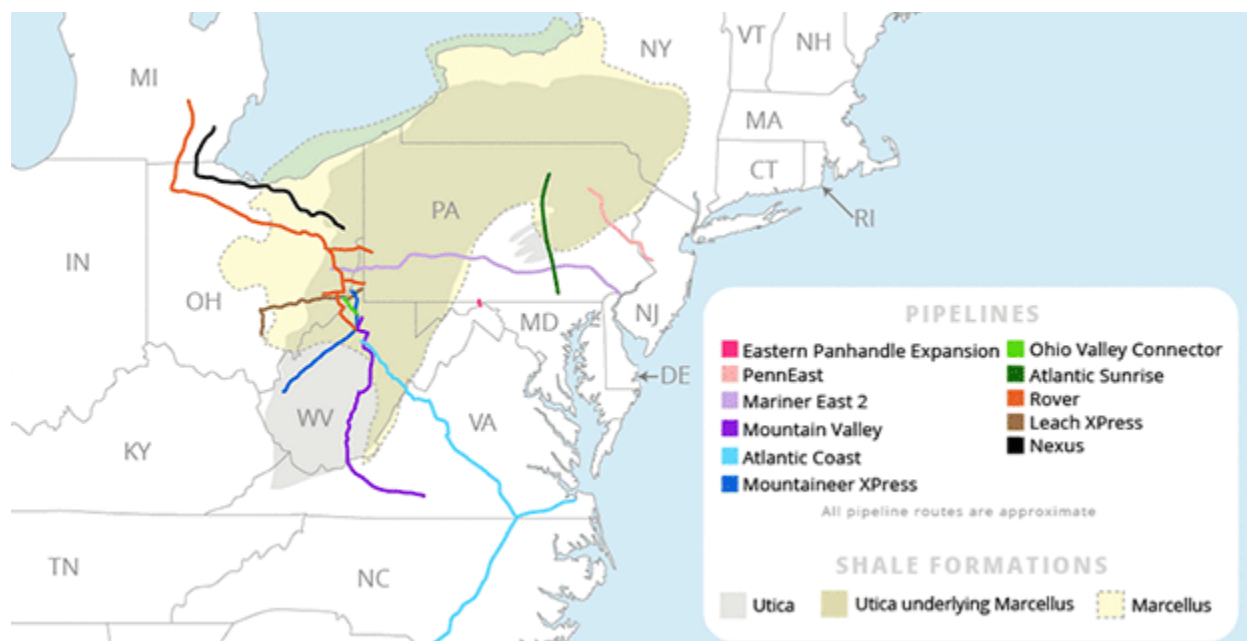 MI
NY
VT
NH
MA
CT
RI
PA
IN
OH
NJ
MD
DE
WV
VA
KY
TN
NC
PIPELINES
Eastern Panhandle Expansion
PennEast
Mariner East 2
Mountain Valley
Atlantic Coast
Mountaineer XPress
Ohio Valley Connector
Atlantic Sunrise
Rover
Leach XPress
Nexus
All pipeline routes are approximate
SHALE FORMATIONS
Utica
Utica underlying Marcellus
Marcellus